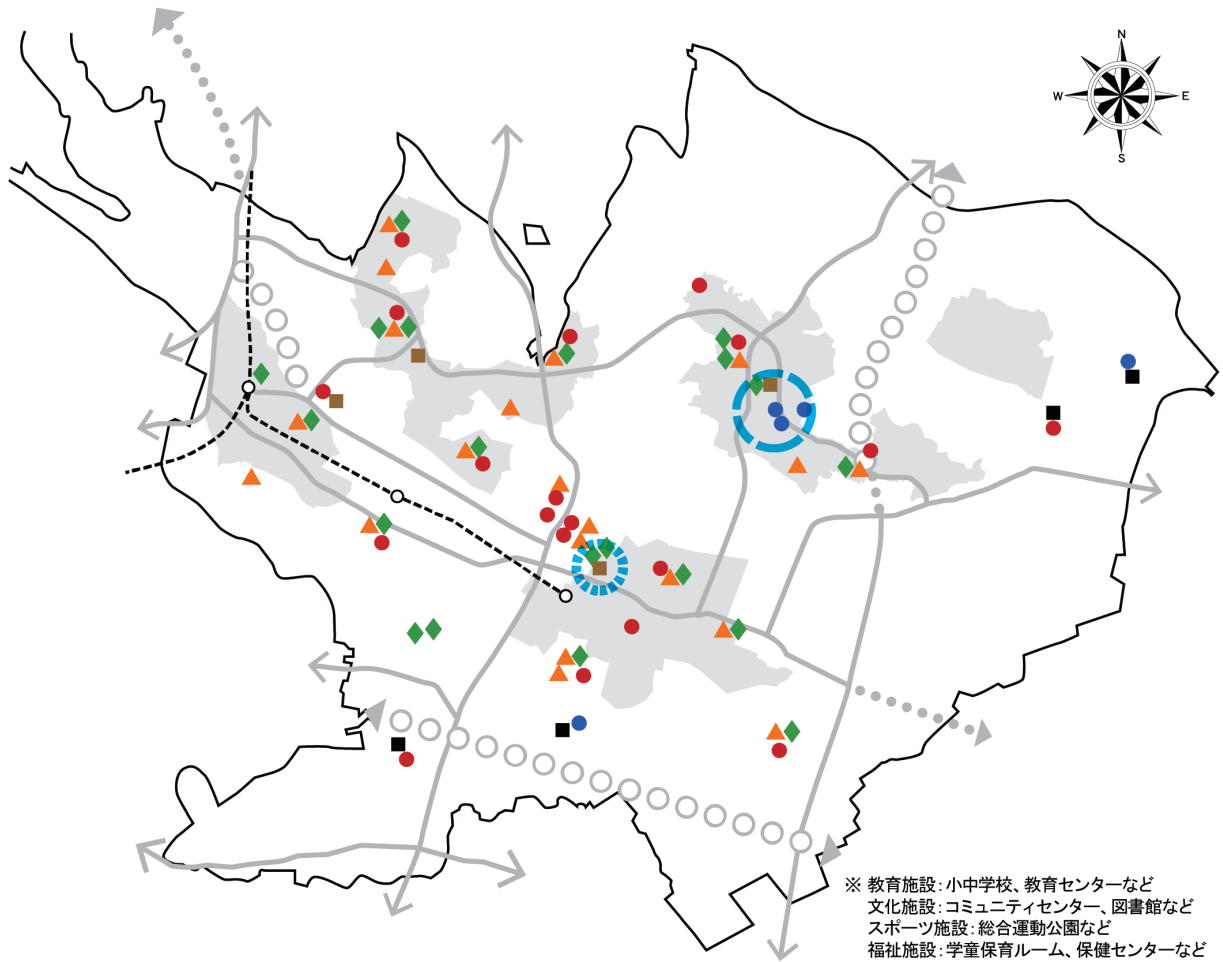 N
W E
S
※ 教育施設：小中学校、教育センターなど
文化施設：コミュニティセンター、図書館など
スポーツ施設：総合運動公園など
福祉施設：学童保育ルーム、保健センターなど